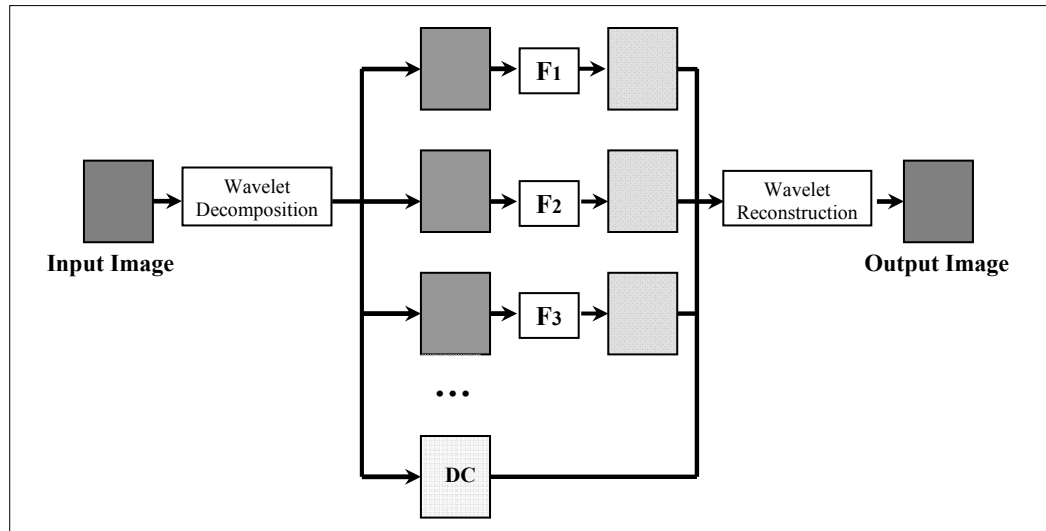 F1
Wavelet
Decomposition
F2
Wavelet
Reconstruction
Input Image
Output Image
F3
...
DC